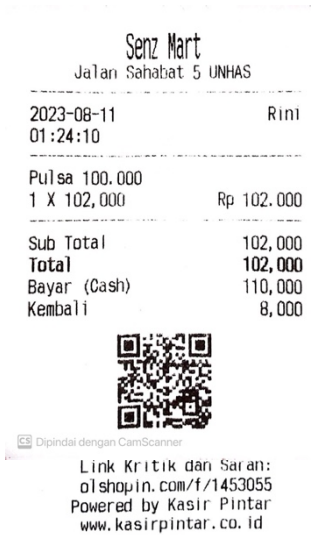 Senz Mart
Jalan Sahabat 5 UNHAS
2023-08-11 Rini
01:24:10
Pulsa 100.000
1 X 102,000 Rp 102.000
Sub Total 102,000
Total 102,000
Bayar (Cash) 110,000
Kembali 8,000
CS Dipindai dengan CamScanner
Link Kritik dan Saran:
olshopin.com/f/1453055
Powered by Kasir Pintar
www.kasirpintar.co.id